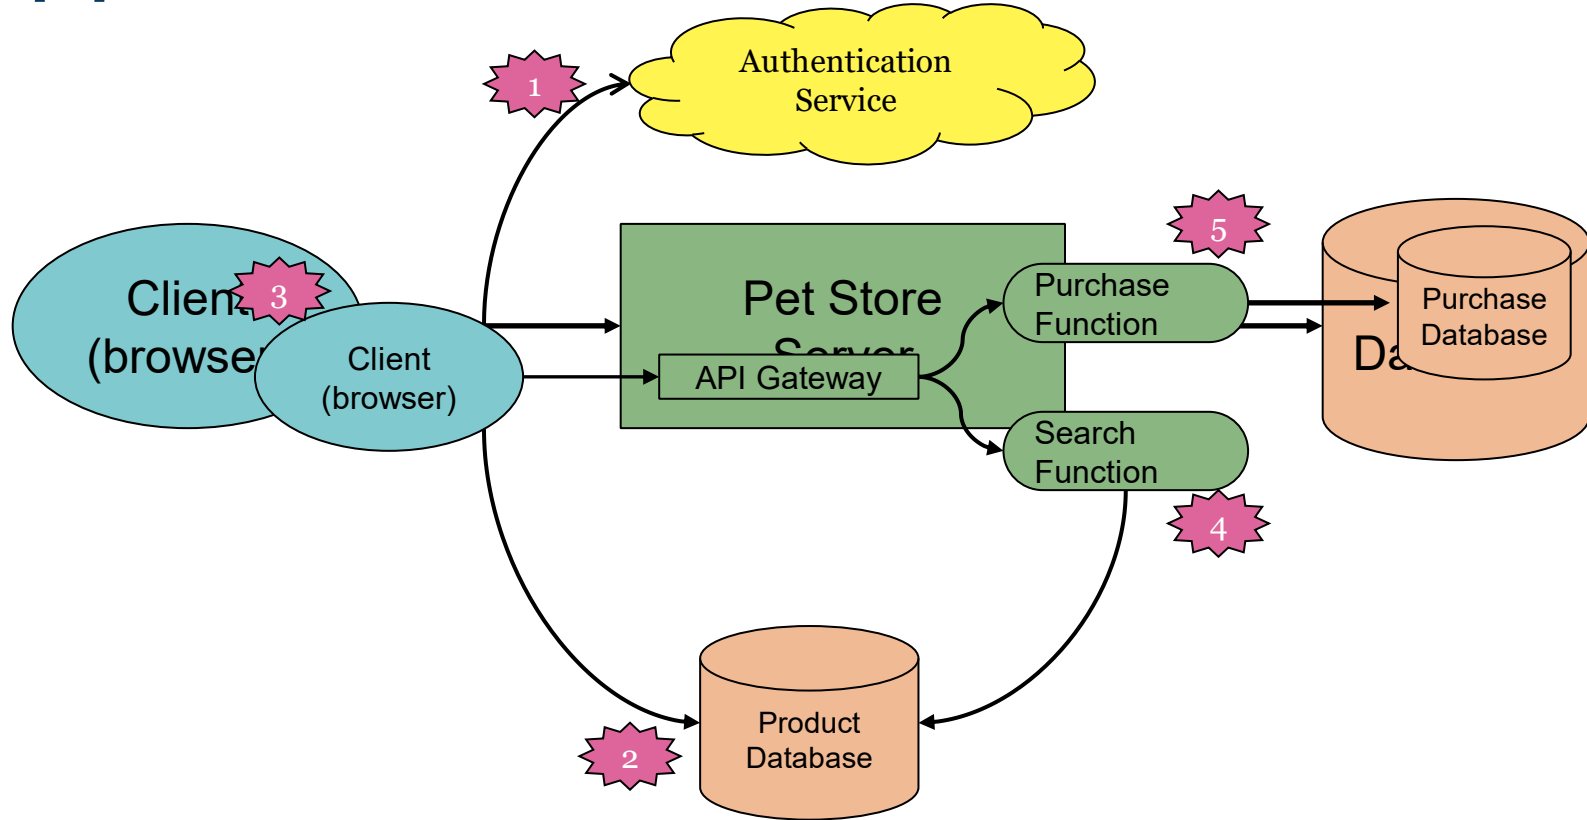 1
Authentication
Service
5
3
Client
(browser
Client
(browser)
Pet Store
Server
API Gateway
Purchase
Function
Search
Function
Purchase
Database
4
2
Product
Database